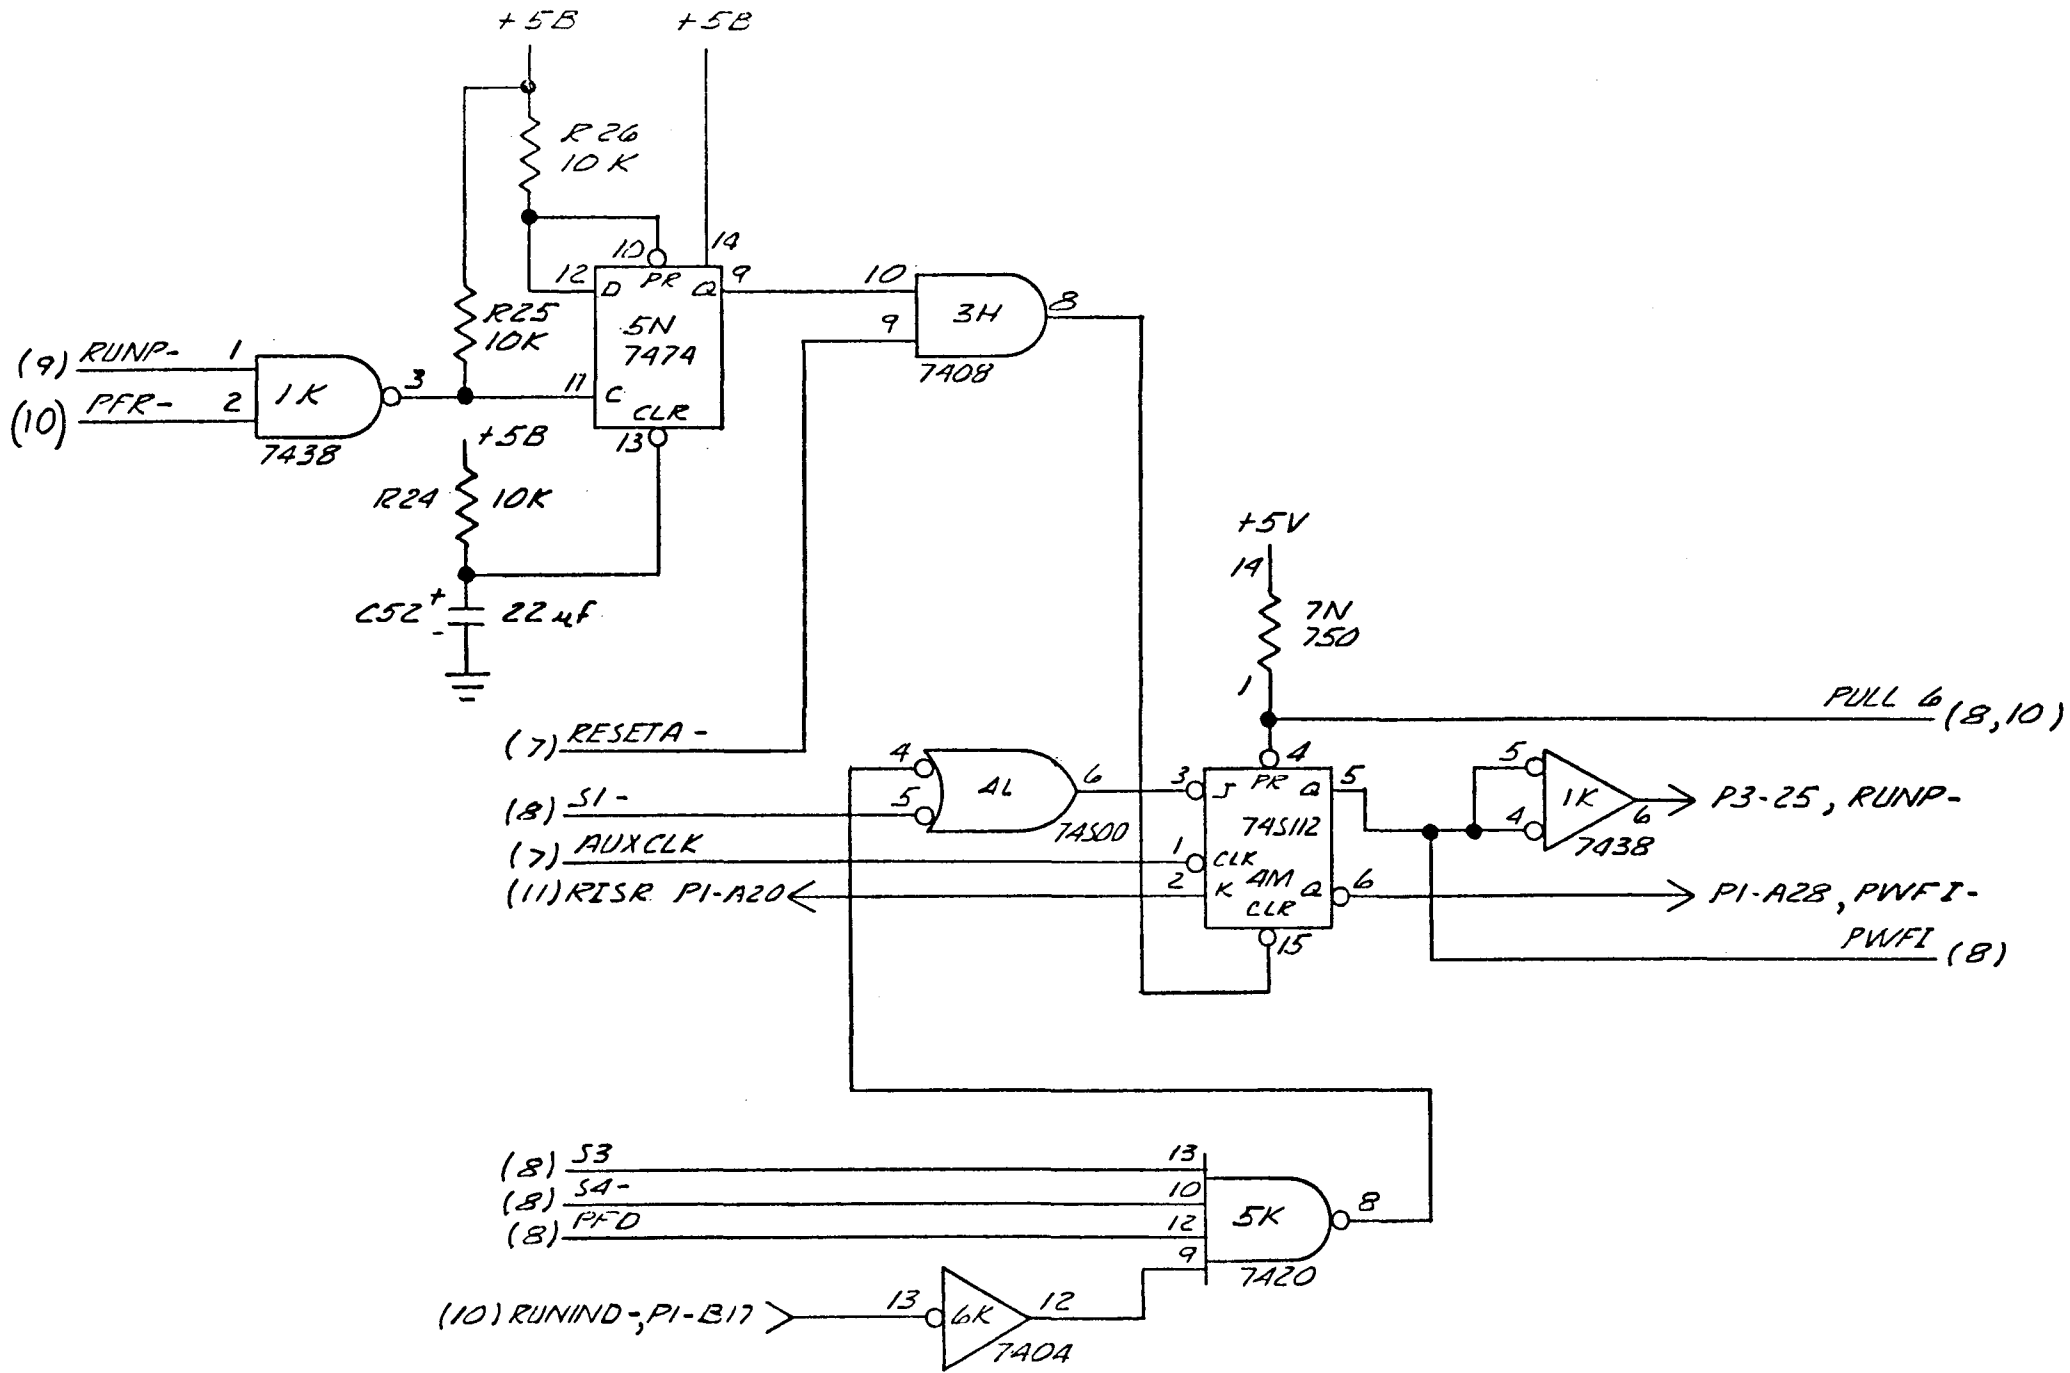 +5B
+5B
R26
10 K
10
14
12
D
PR
Q
9
5N
7474
11
C
CLR
13
R25
10K
(9) RUNP-
1
(10) PFR-
2
1K
3
7438
+5B
R24
10K
C52
+
-
22 µf
10
9
3H
8
7408
+5V
14
7N
750
1
PULL 6 (8,10)
(7) RESETA-
4
5
4L
6
74S00
(8) S1-
(7) AUXCLK
(11) RISR P1-A20
3
J
PR
4
Q
5
74S112
1
CLK
2
K
4M
Q
6
CLR
15
5
4
1K
6
7438
P3-25, RUNP-
P1-A28, PWFI-
PWFI (8)
(8) S3
13
(8) S4-
10
(8) PFD
12
9
5K
8
7420
(10) RUNIND-, P1-B17
13
6K
12
7404